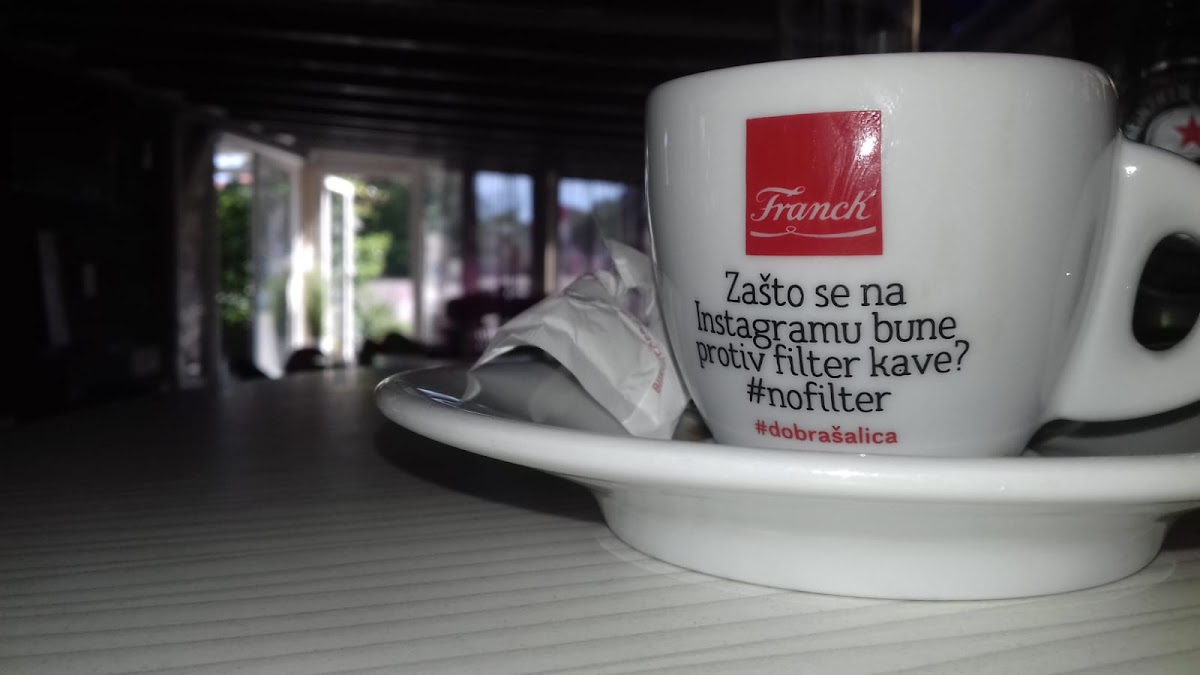 Franck
Zašto se na
Instagramu bune
protiv filter kave?
#nofilter
#dobrašalica